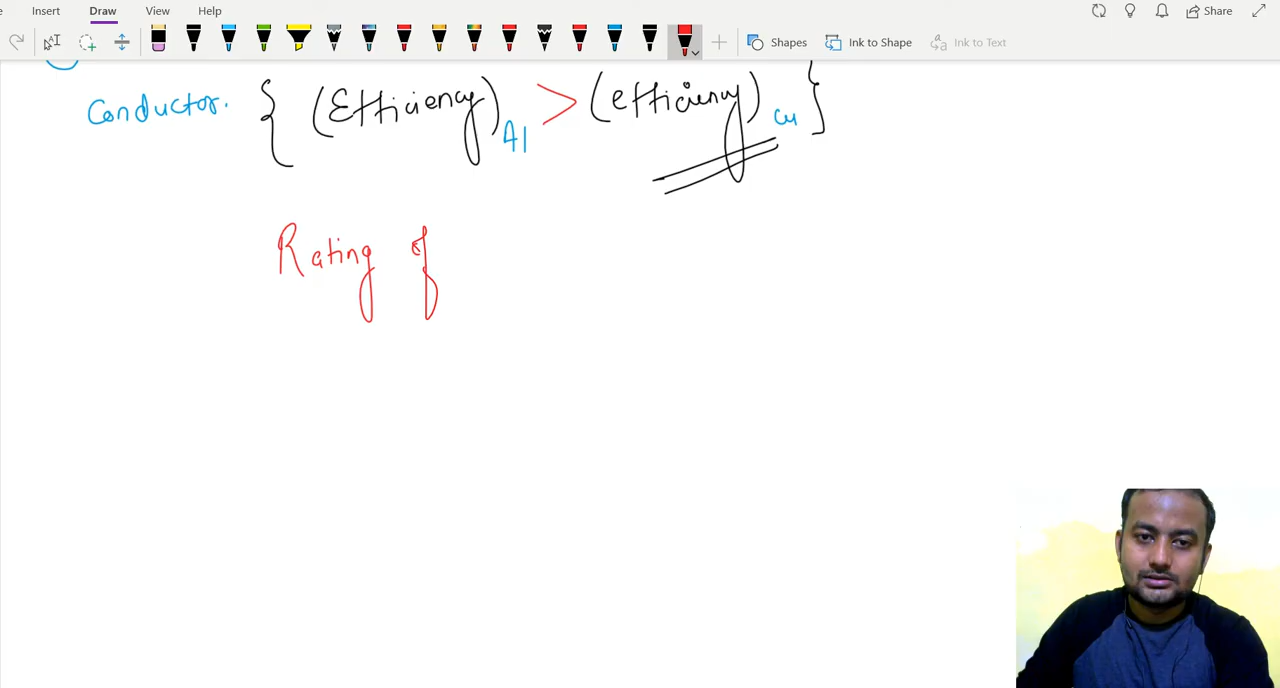 Insert Draw View Help
Share
Shapes Ink to Shape Ink to Text
Conductor. { (Efficiency)Al > (efficiency)cu }
Rating of